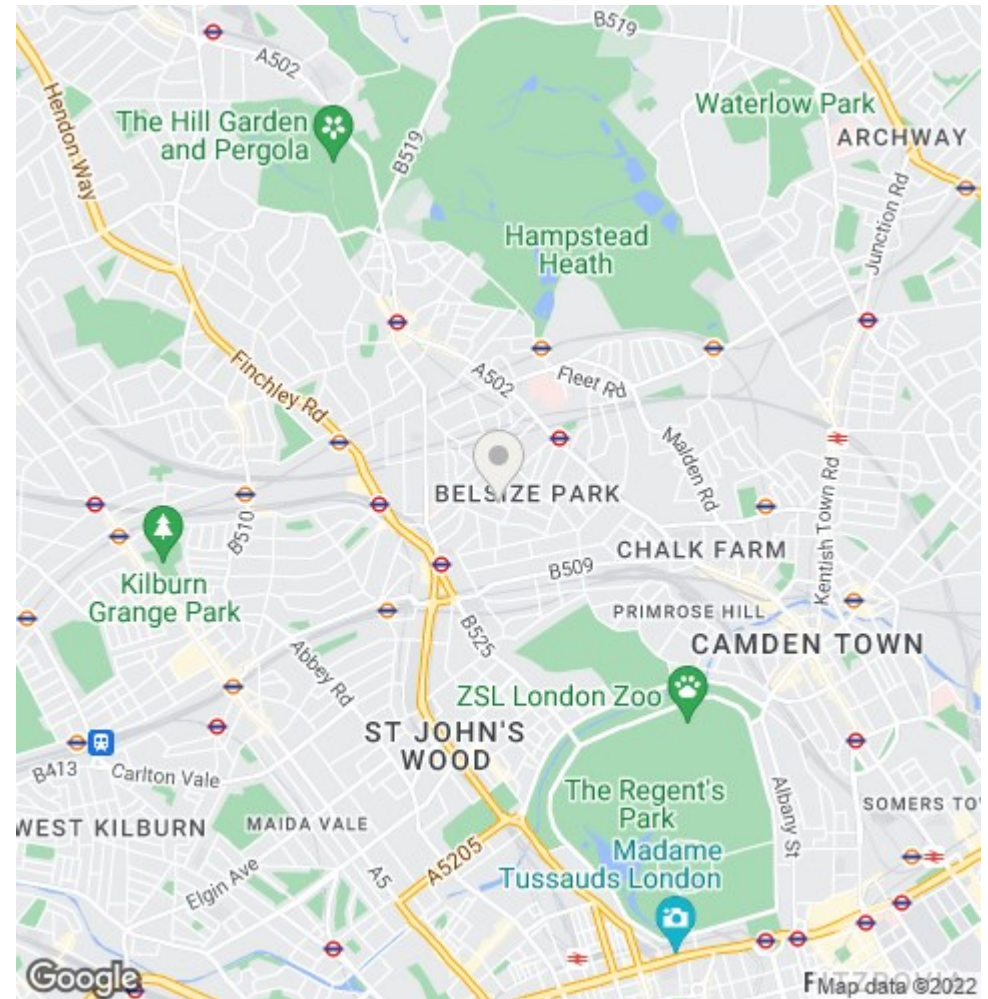 B519
A502
Hendon Way
The Hill Garden
and Pergola
B519
Waterlow Park
ARCHWAY
Junction Rd
Hampstead
Heath
Finchley Rd
A502
Fleet Rd
Malden Rd
BELSIZE PARK
Kentish Town Rd
B510
CHALK FARM
B509
Kilburn
Grange Park
PRIMROSE HILL
B525
Abbey Rd
CAMDEN TOWN
ZSL London Zoo
ST JOHN'S
WOOD
B413
Carlton Vale
The Regent's
Park
Albany St
SOMERS TO
WEST KILBURN
MAIDA VALE
Madame
Tussauds London
A5205
A5
Elgin Ave
Google
Map data ©2022